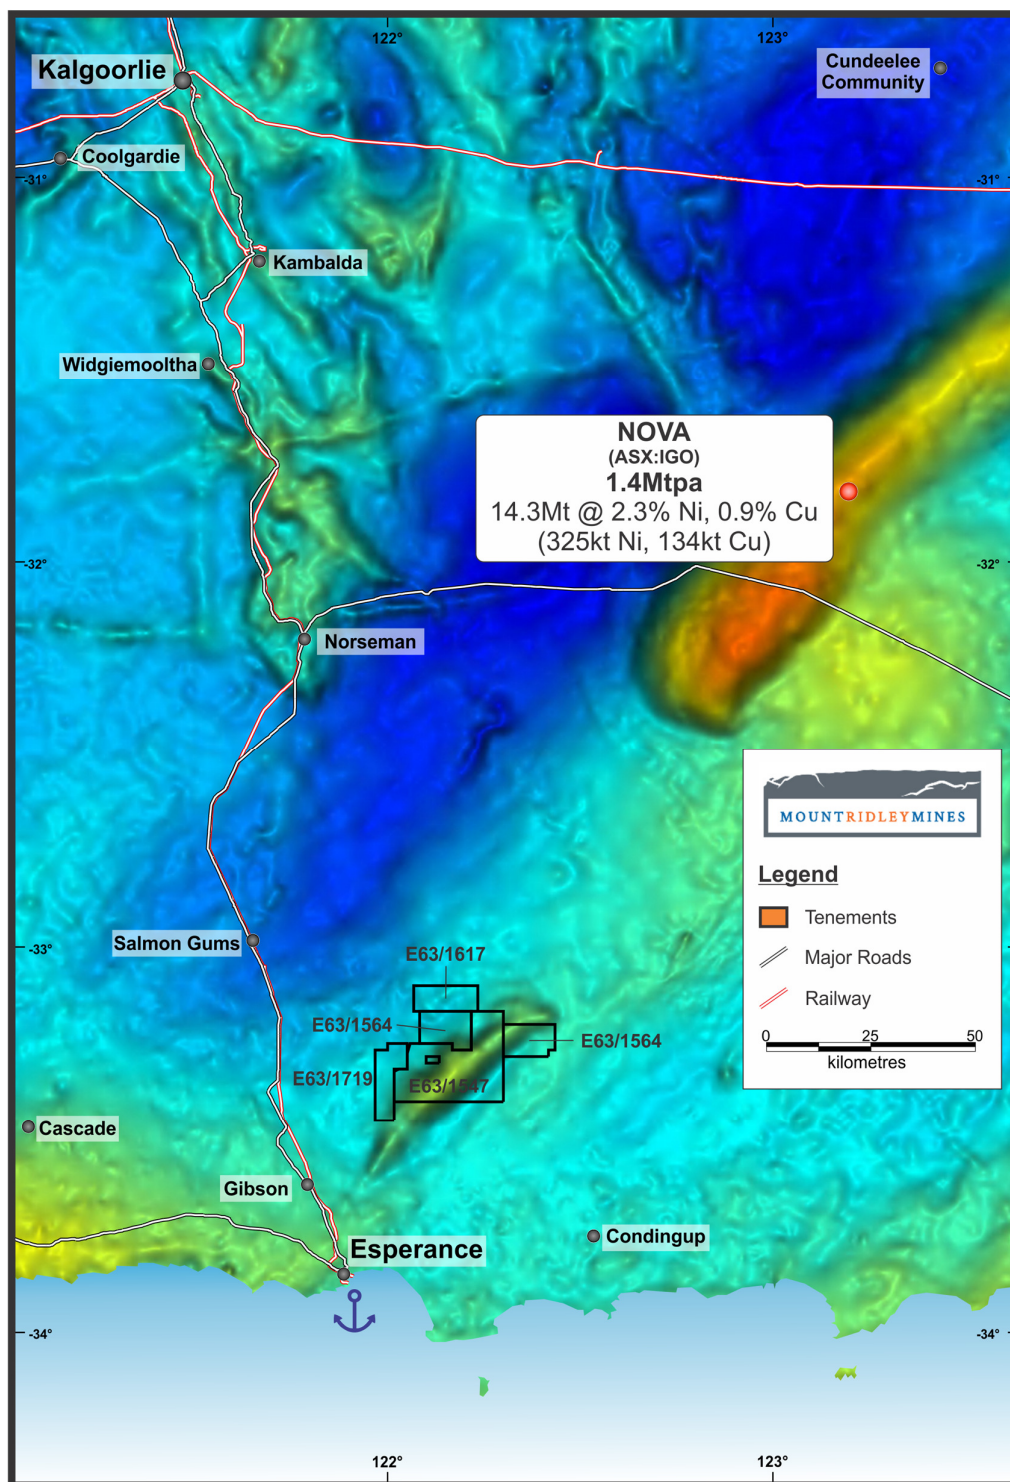 122°
123°
Kalgoorlie
Cundeelee
Community
Coolgardie
-31°
-31°
Kambalda
Widgiemooltha
NOVA
(ASX:IGO)
1.4Mtpa
14.3Mt @ 2.3% Ni, 0.9% Cu
(325kt Ni, 134kt Cu)
-32°
-32°
Norseman
MOUNTRIDLEYMINES
Legend
Tenements
Major Roads
Railway
0 25 50
kilometres
Salmon Gums
-33°
E63/1617
E63/1564
E63/1564
E63/1719
E63/1547
Cascade
Gibson
Condingup
Esperance
-34°
-34°
122°
123°